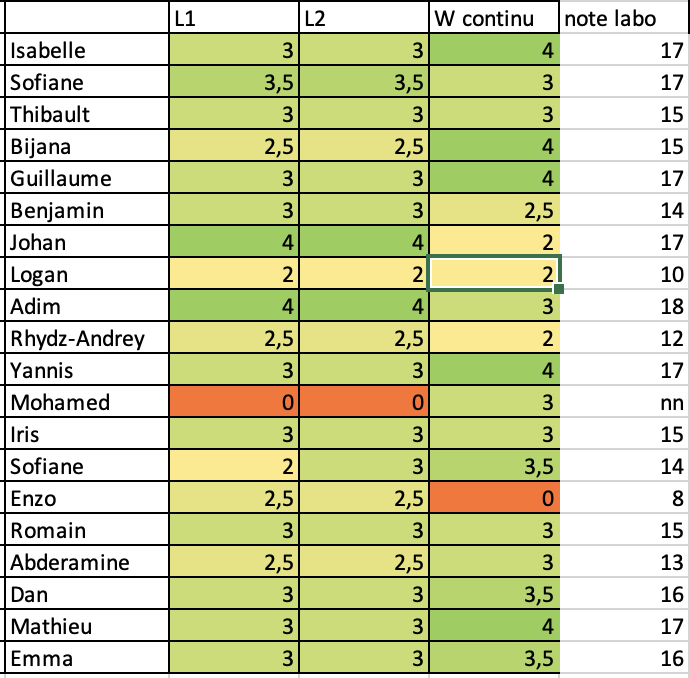 L1 L2 W continu note labo
Isabelle 3 3 4 17
Sofiane 3,5 3,5 3 17
Thibault 3 3 3 15
Bijana 2,5 2,5 4 15
Guillaume 3 3 4 17
Benjamin 3 3 2,5 14
Johan 4 4 2 17
Logan 2 2 2 10
Adim 4 4 3 18
Rhydz-Andrey 2,5 2,5 2 12
Yannis 3 3 4 17
Mohamed 0 0 3 nn
Iris 3 3 3 15
Sofiane 2 3 3,5 14
Enzo 2,5 2,5 0 8
Romain 3 3 3 15
Abderamine 2,5 2,5 3 13
Dan 3 3 3,5 16
Mathieu 3 3 4 17
Emma 3 3 3,5 16